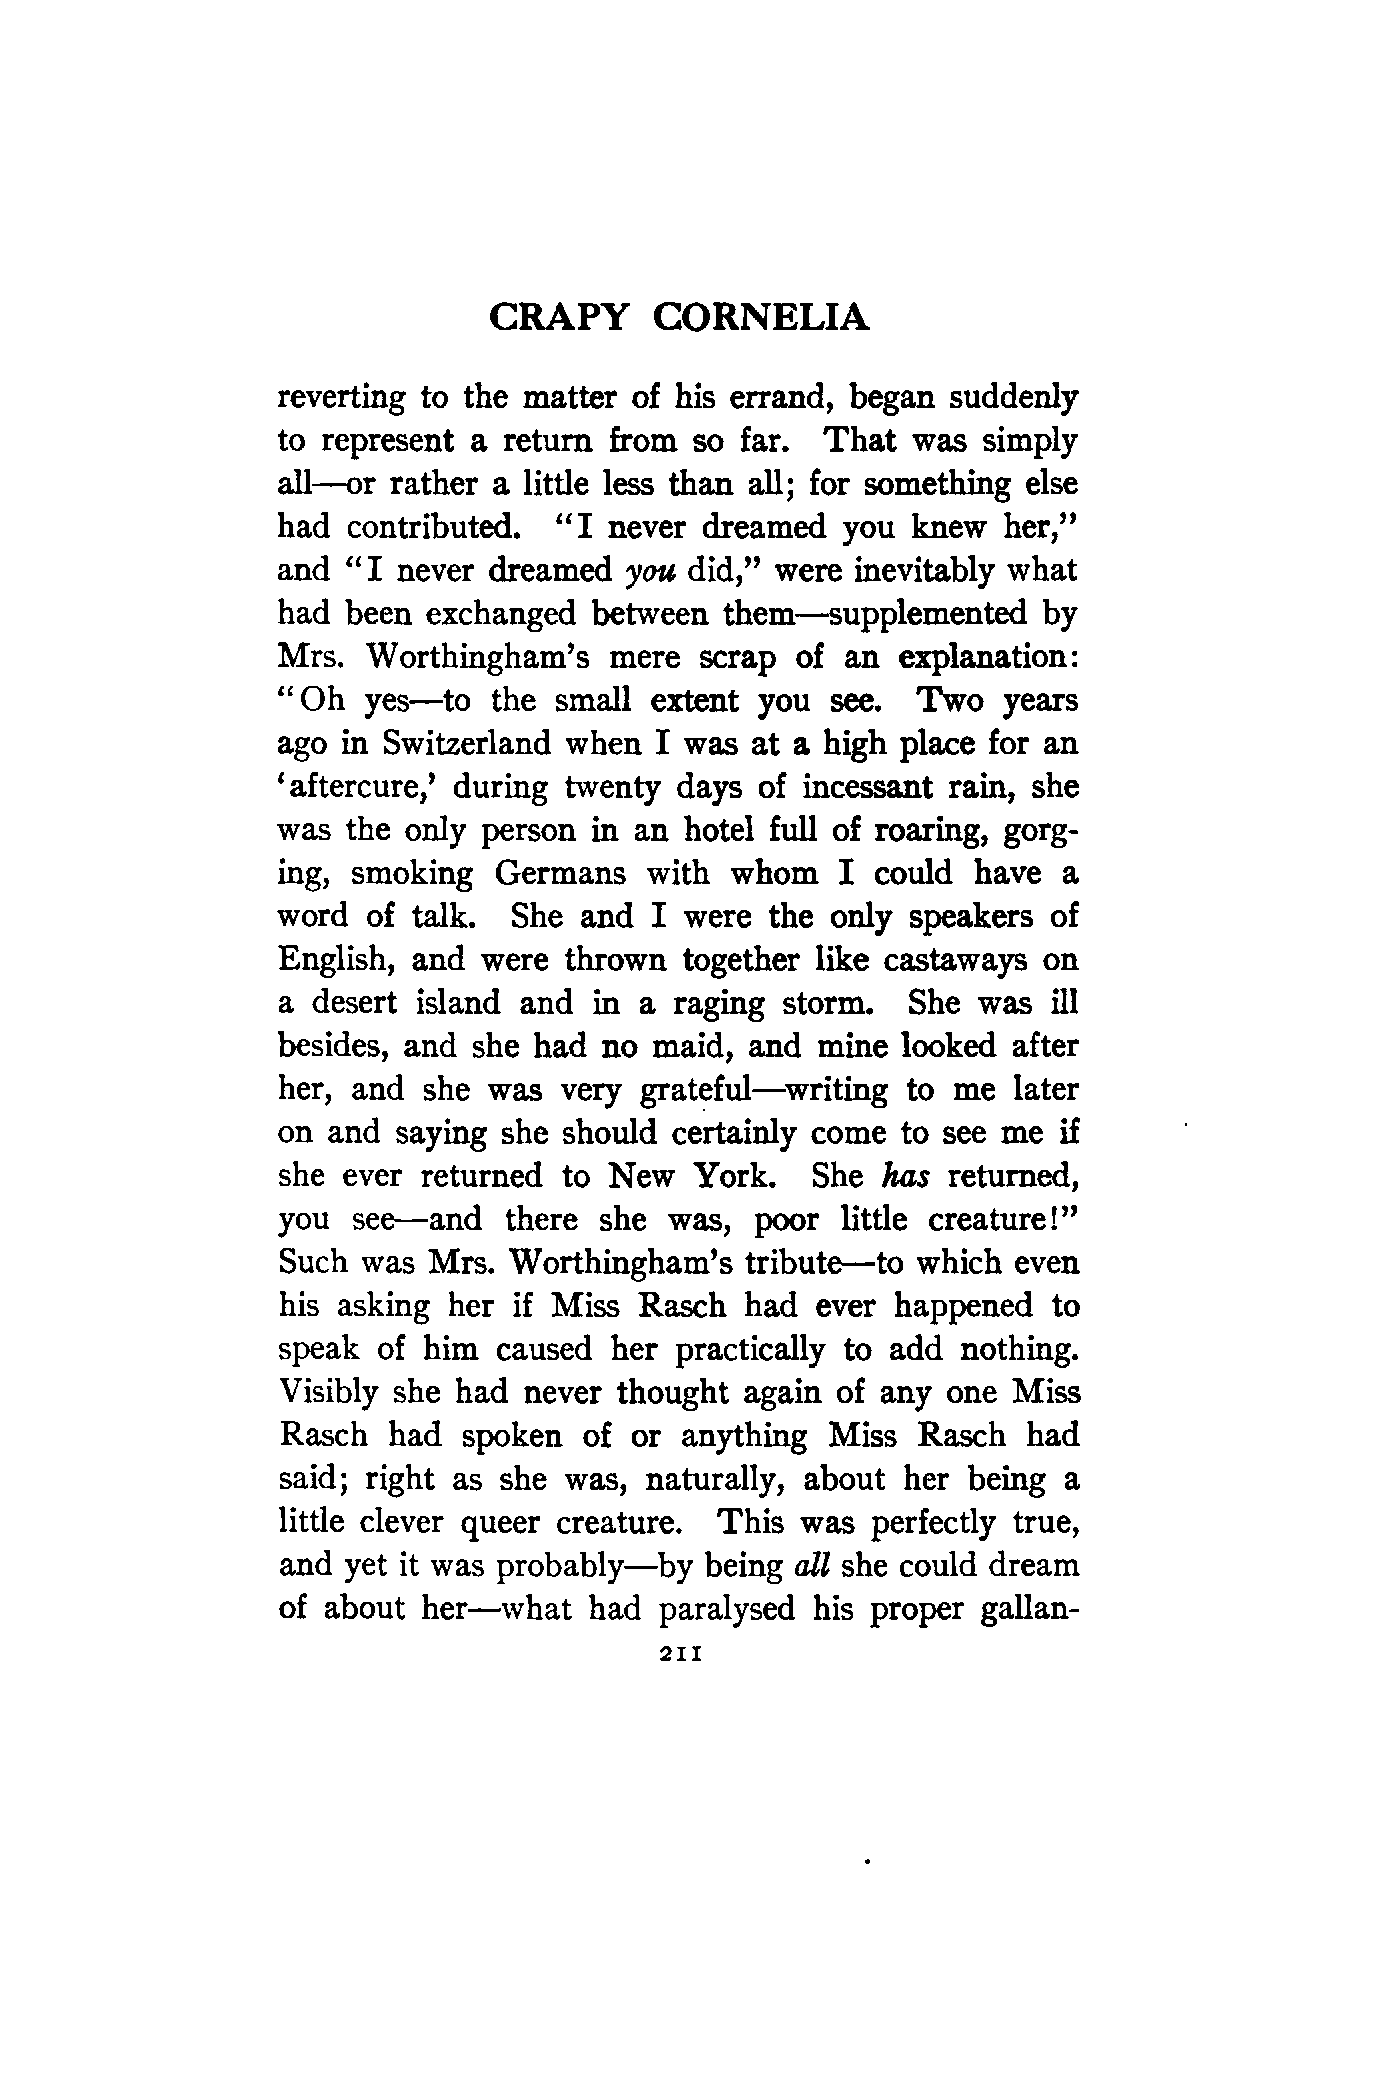 CRAPY CORNELIA
reverting to the matter of his errand, began suddenly
to represent a return from so far. That was simply
all—or rather a little less than all; for something else
had contributed. "I never dreamed you knew her,"
and "I never dreamed you did," were inevitably what
had been exchanged between them—supplemented by
Mrs. Worthingham's mere scrap of an explanation:
"Oh yes—to the small extent you see. Two years
ago in Switzerland when I was at a high place for an
'aftercure,' during twenty days of incessant rain, she
was the only person in an hotel full of roaring, gorg-
ing, smoking Germans with whom I could have a
word of talk. She and I were the only speakers of
English, and were thrown together like castaways on
a desert island and in a raging storm. She was ill
besides, and she had no maid, and mine looked after
her, and she was very grateful—writing to me later
on and saying she should certainly come to see me if
she ever returned to New York. She has returned,
you see—and there she was, poor little creature!"
Such was Mrs. Worthingham's tribute—to which even
his asking her if Miss Rasch had ever happened to
speak of him caused her practically to add nothing.
Visibly she had never thought again of any one Miss
Rasch had spoken of or anything Miss Rasch had
said; right as she was, naturally, about her being a
little clever queer creature. This was perfectly true,
and yet it was probably—by being all she could dream
of about her—what had paralysed his proper gallan-
211